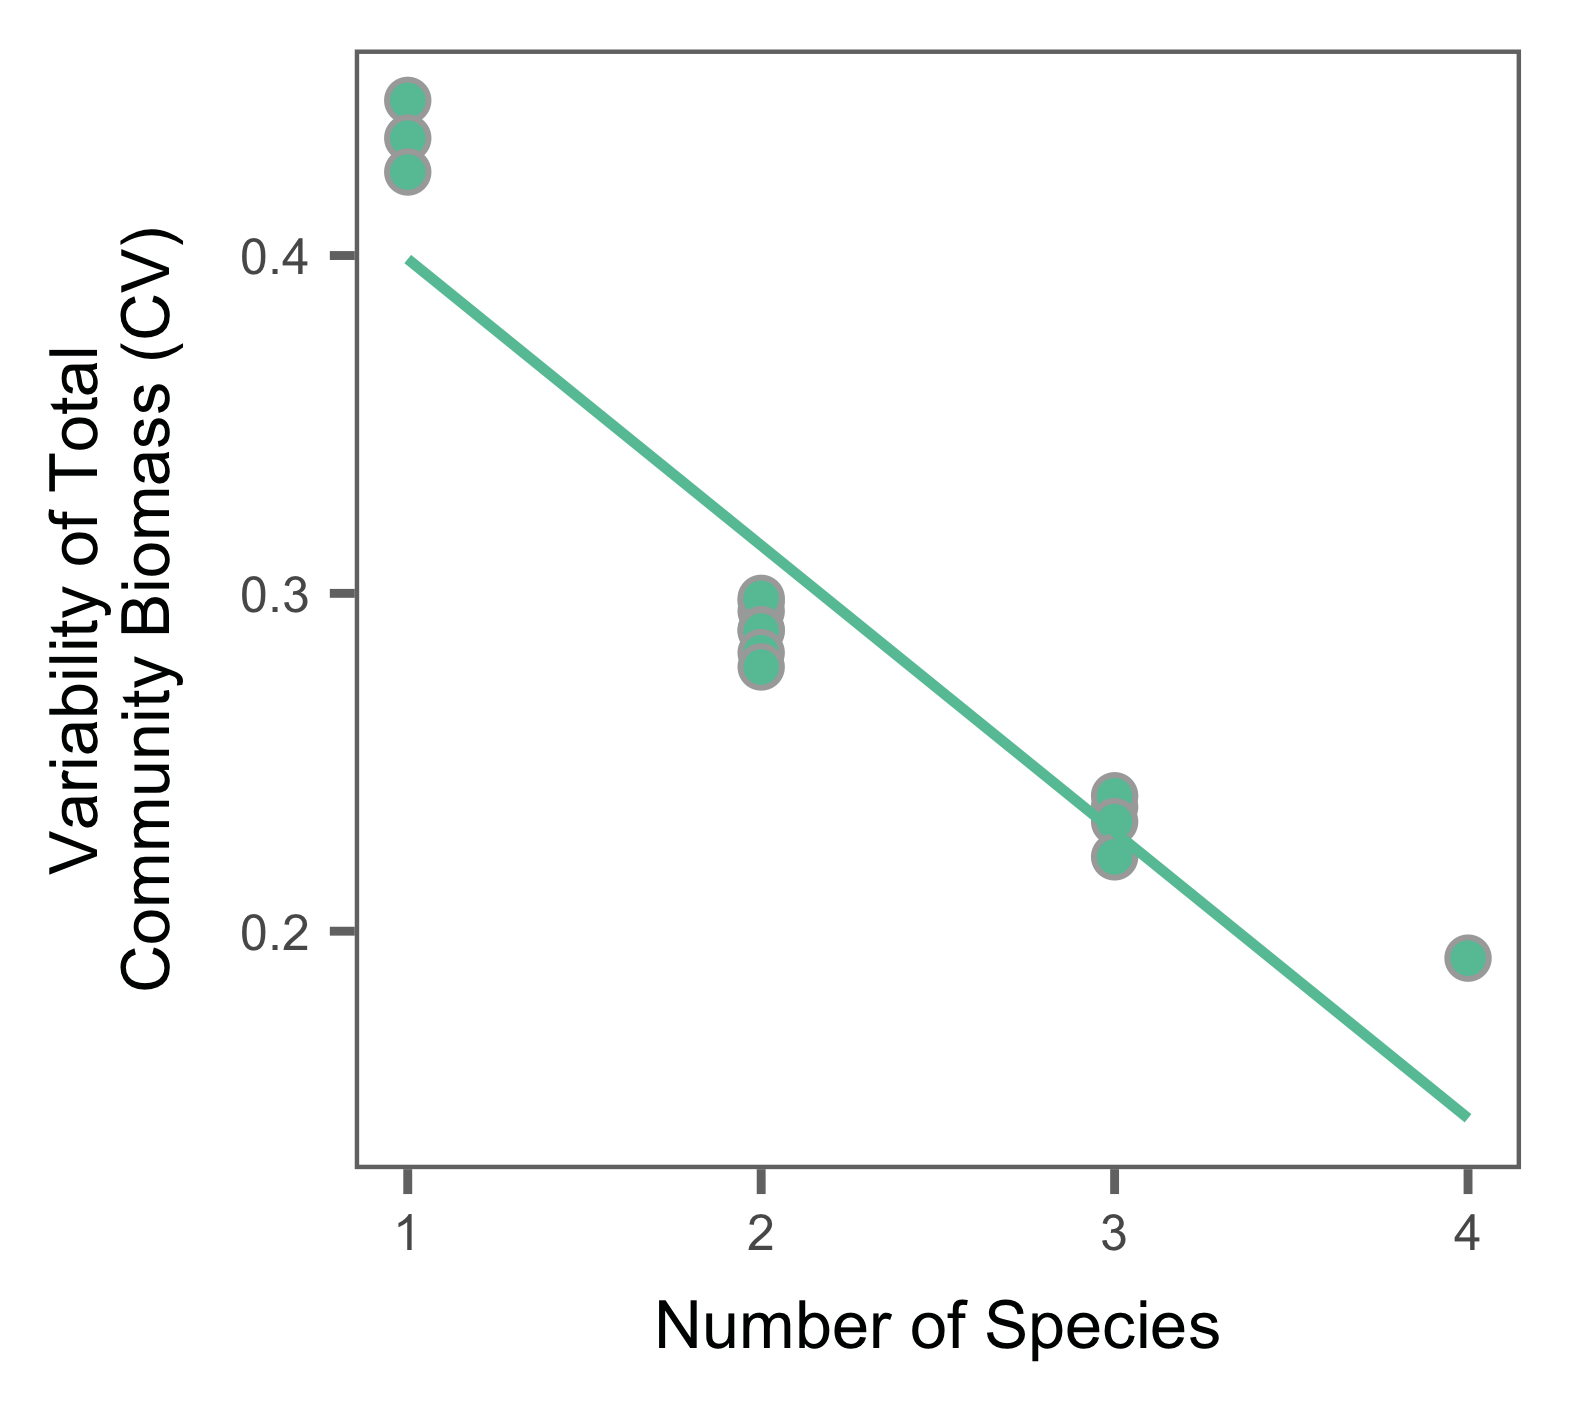 Variability of Total
Community Biomass (CV)
0.4
0.3
0.2
1 2 3 4
Number of Species